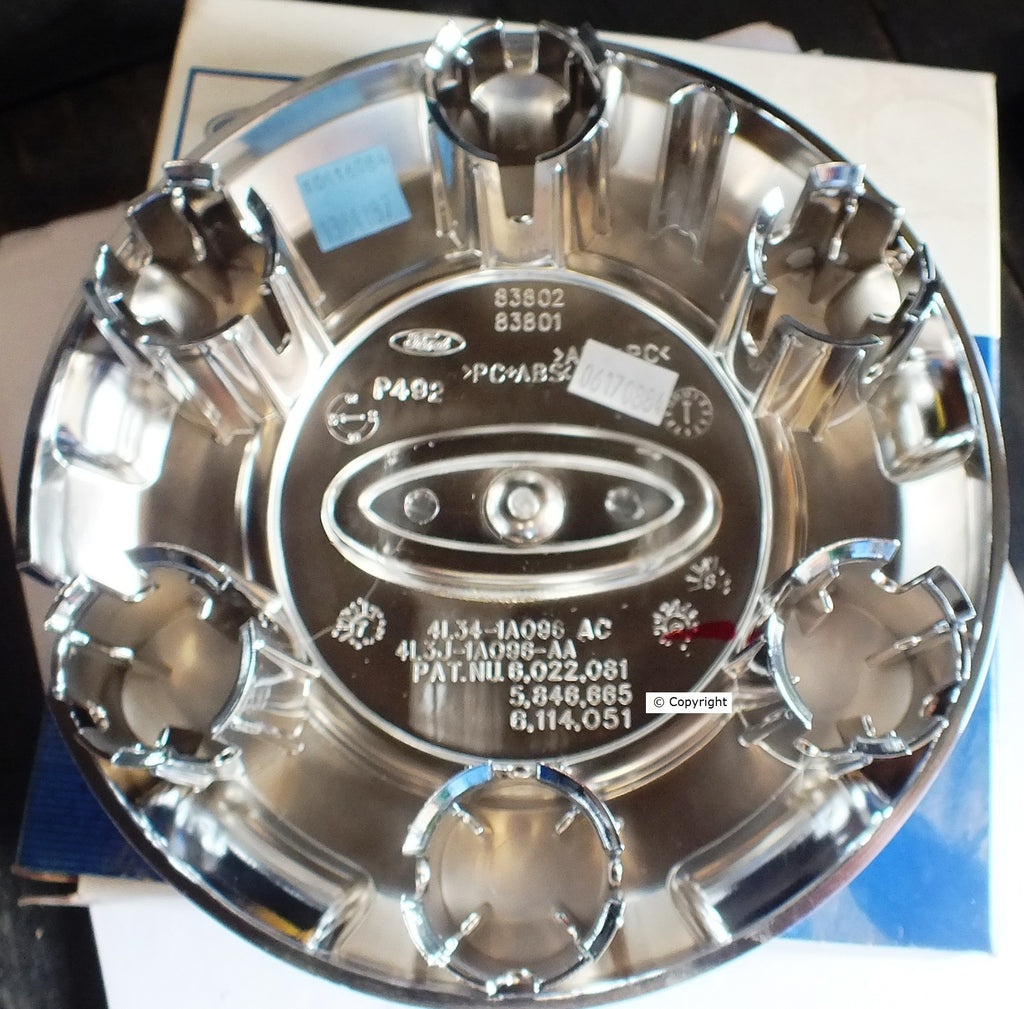 83802
83801
Ford
>PC+ABS
P492
06170884
4L34-1A096 AC
4L3J-1A096-AA
PAT.NU.6,022,081
5,846,665
6,114,051
© Copyright